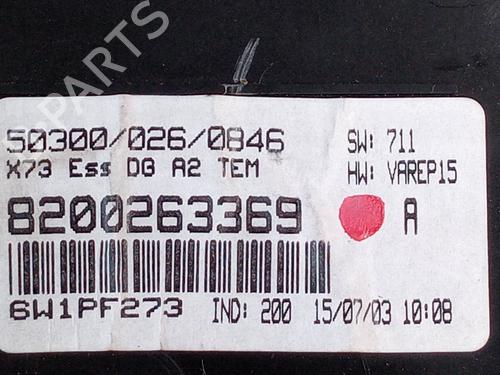 50300/026/0846 SW: 711
X73 Ess DG A2 TEM HW: VAREP15
8200263369 A
6W1PF273 IND: 200 15/07/03 10:08